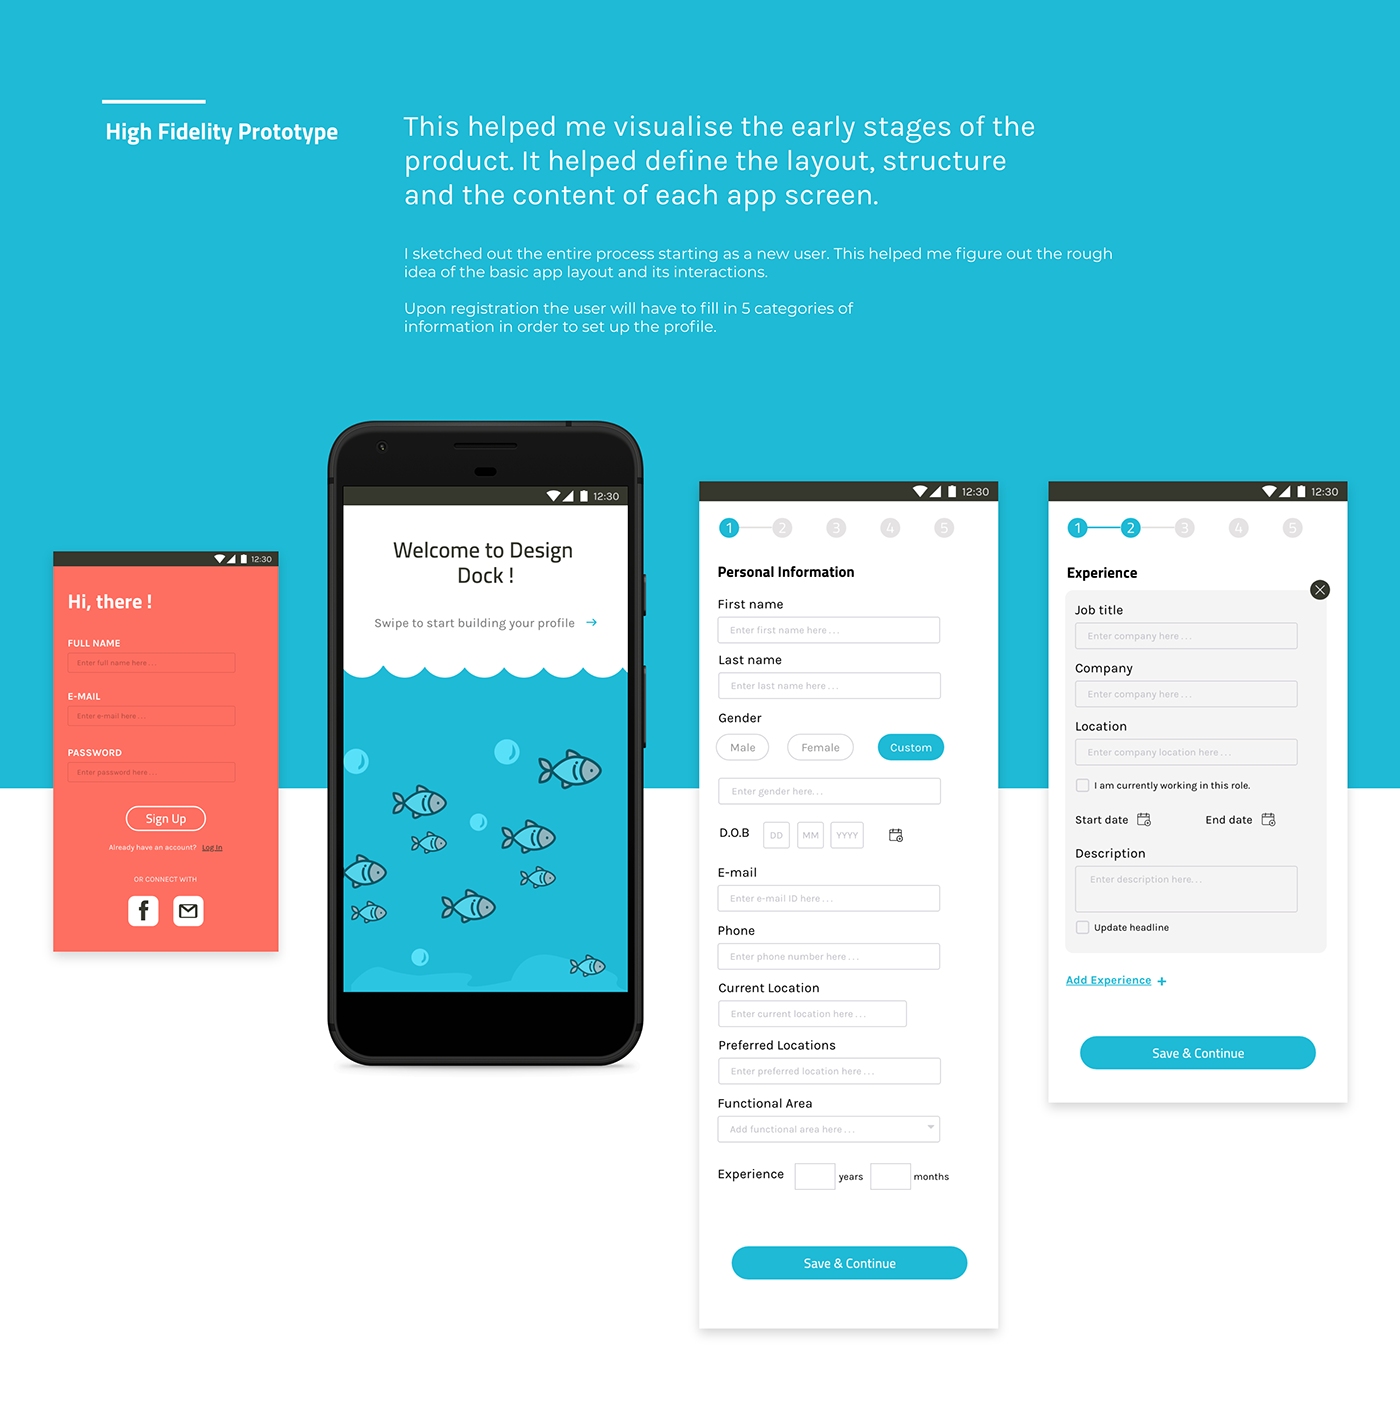 High Fidelity Prototype
This helped me visualise the early stages of the
product. It helped define the layout, structure
and the content of each app screen.
I sketched out the entire process starting as a new user. This helped me figure out the rough
idea of the basic app layout and its interactions.
Upon registration the user will have to fill in 5 categories of
information in order to set up the profile.
12:30
Hi, there !
FULL NAME
Enter full name here . . .
E-MAIL
Enter e-mail here . . .
PASSWORD
Enter password here . . .
Sign Up
Already have an account? Log In
OR CONNECT WITH
f
12:30
Welcome to Design
Dock !
Swipe to start building your profile
12:30
1 2 3 4 5
Personal Information
First name
Enter first name here . . .
Last name
Enter last name here . . .
Gender
Male Female Custom
Enter gender here. . .
D.O.B DD MM YYYY
E-mail
Enter e-mail ID here . . .
Phone
Enter phone number here . . .
Current Location
Enter current location here . . .
Preferred Locations
Enter preferred location here . . .
Functional Area
Add functional area here . . .
Experience years months
Save & Continue
12:30
1 2 3 4 5
Experience
Job title
Enter company here . . .
Company
Enter company here . . .
Location
Enter company location here . . .
I am currently working in this role.
Start date End date
Description
Enter description here. . .
Update headline
Add Experience +
Save & Continue